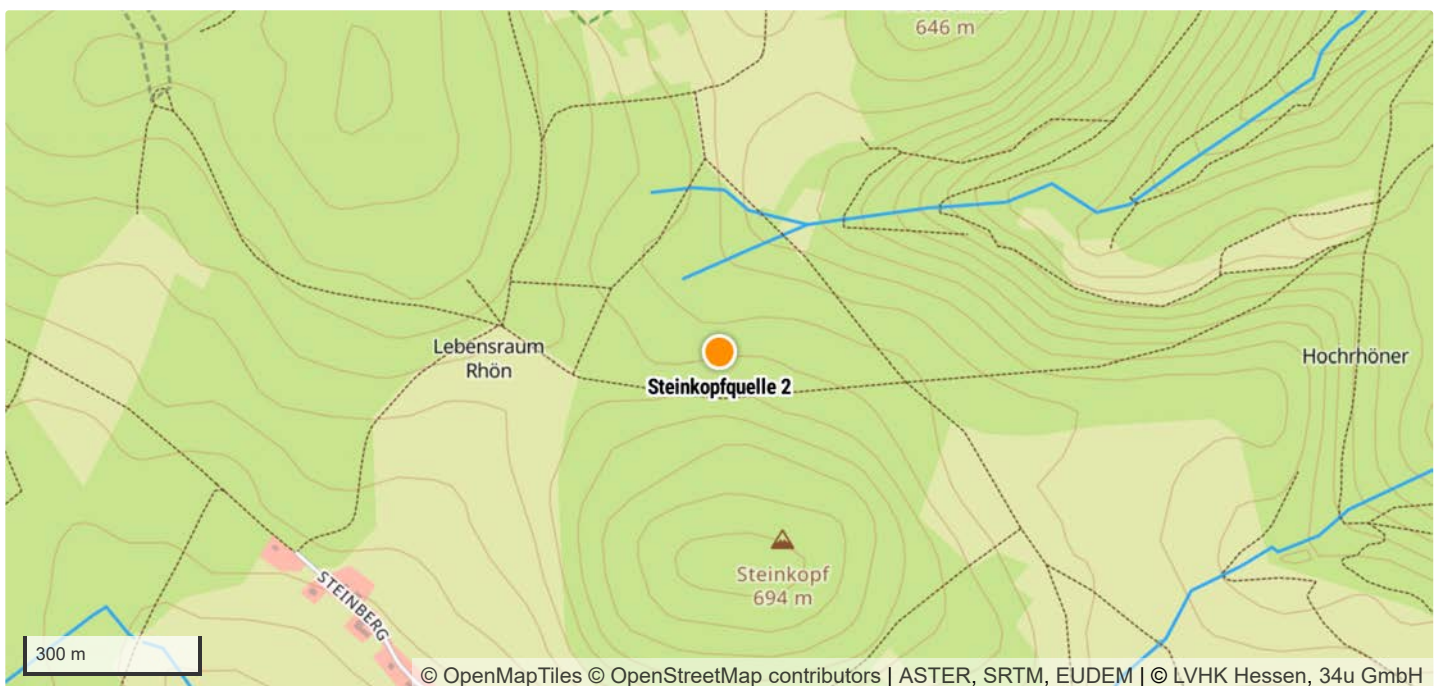 646 m
Lebensraum
Rhön
Hochrhöner
Steinkopfquelle 2
Steinkopf
694 m
STEINBERG
300 m
© OpenMapTiles © OpenStreetMap contributors | ASTER, SRTM, EUDEM | © LVHK Hessen, 34u GmbH